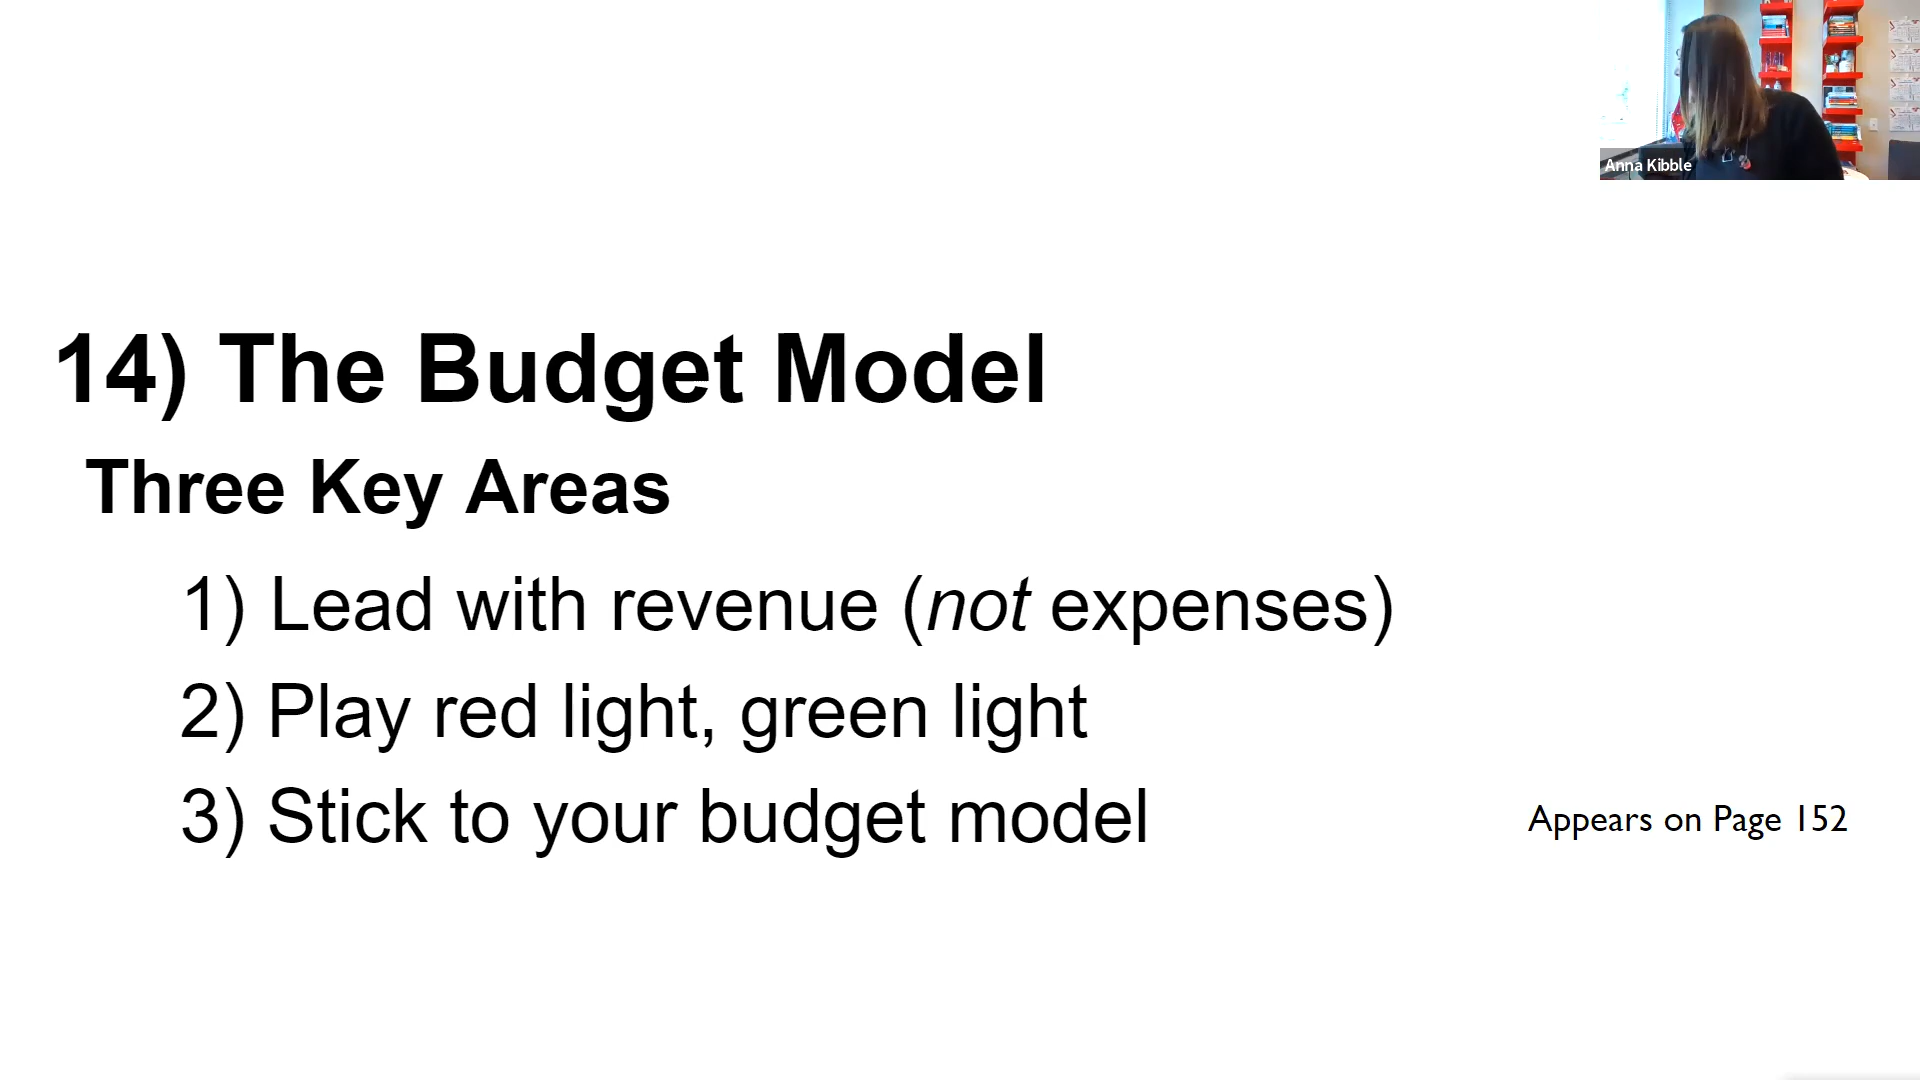 Anna Kibble
14) The Budget Model
Three Key Areas
1) Lead with revenue (not expenses)
2) Play red light, green light
3) Stick to your budget model
Appears on Page 152